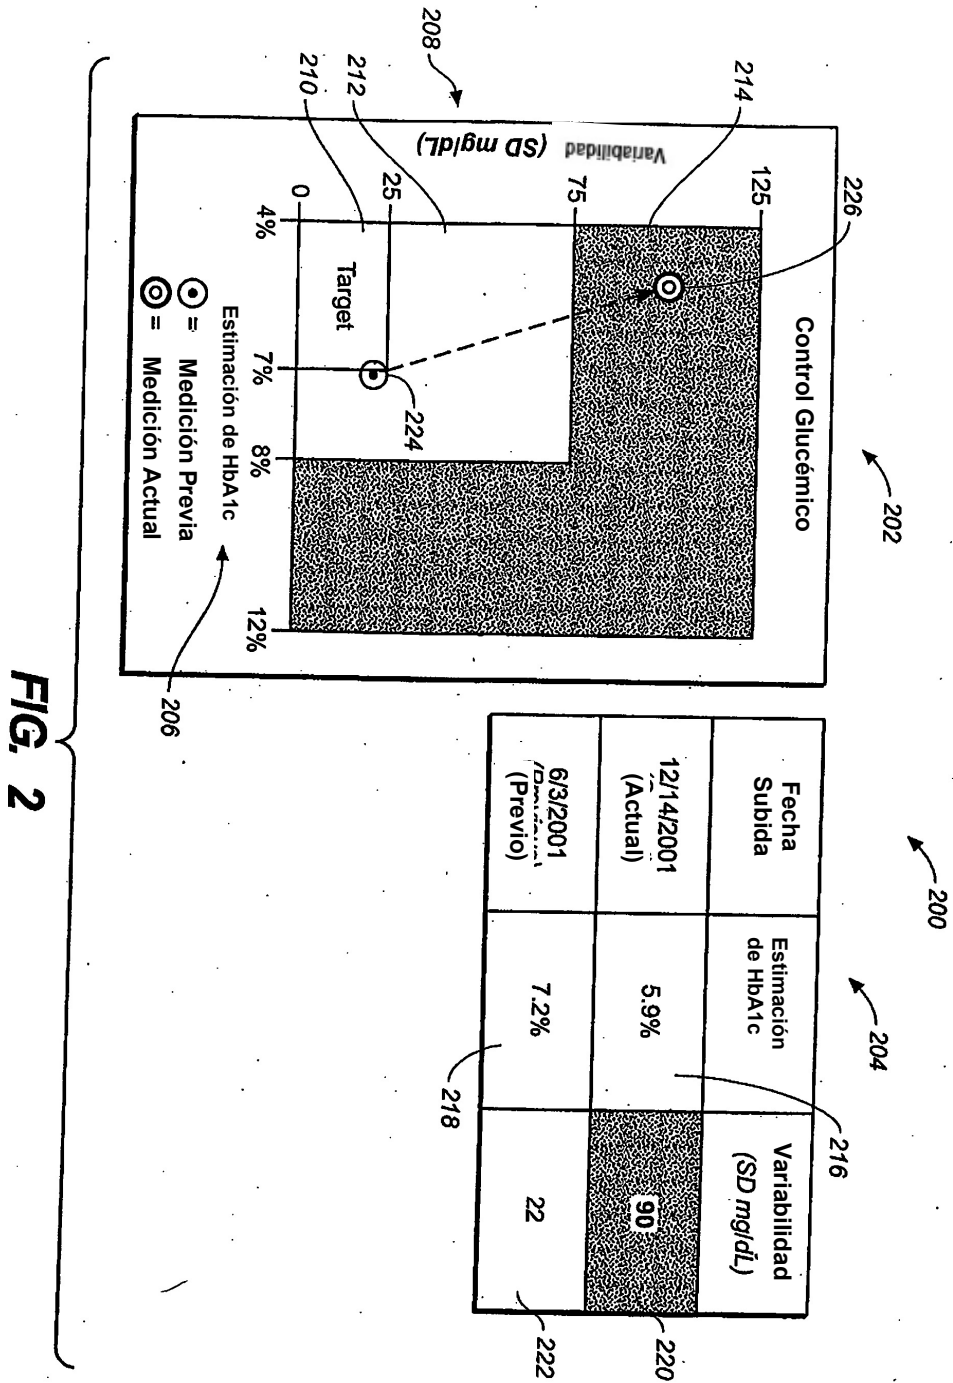 200
202
Control Glucémico
226
214
212
210
208
Variabilidad (SD mg/dL)
125
75
25
0
Target
224
4%
7%
8%
12%
Estimación de HbA1c
206
= Medición Previa
= Medición Actual
204
Fecha
Subida
Estimación
de HbA1c
Variabilidad
(SD mg/dL)
12/14/2001
(Actual)
5.9%
90
6/3/2001
(Previo)
7.2%
22
216
218
220
222
FIG. 2